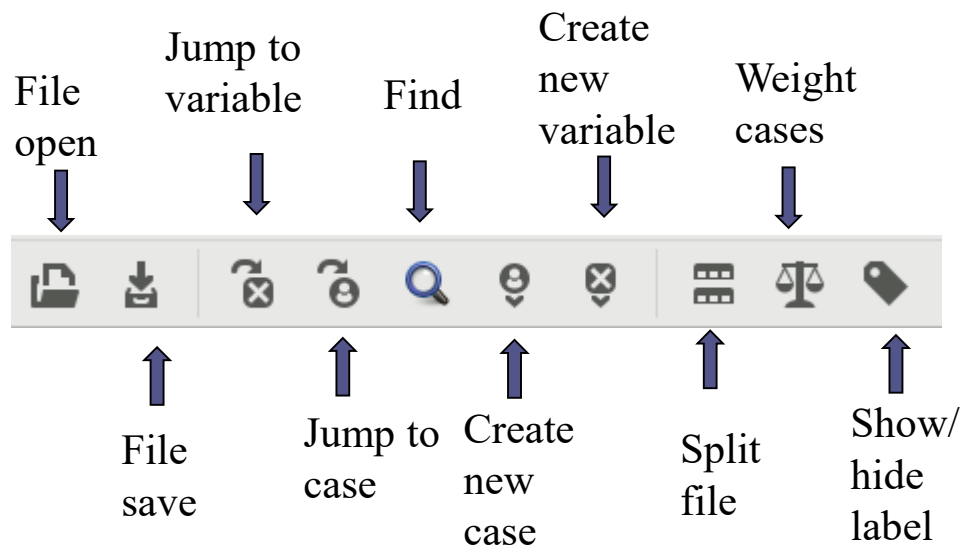 File
open
Jump to
variable
Find
Create
new
variable
Weight
cases
File
save
Jump to
case
Create
new
case
Split
file
Show/
hide
label